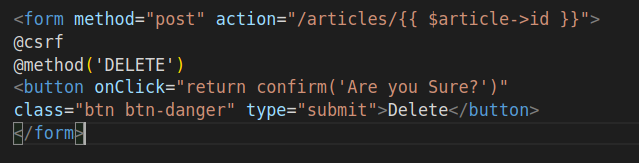 <form method="post" action="/articles/{{ $article->id }}">
@csrf
@method('DELETE')
<button onClick="return confirm('Are you Sure?')"
class="btn btn-danger" type="submit">Delete</button>
</form>